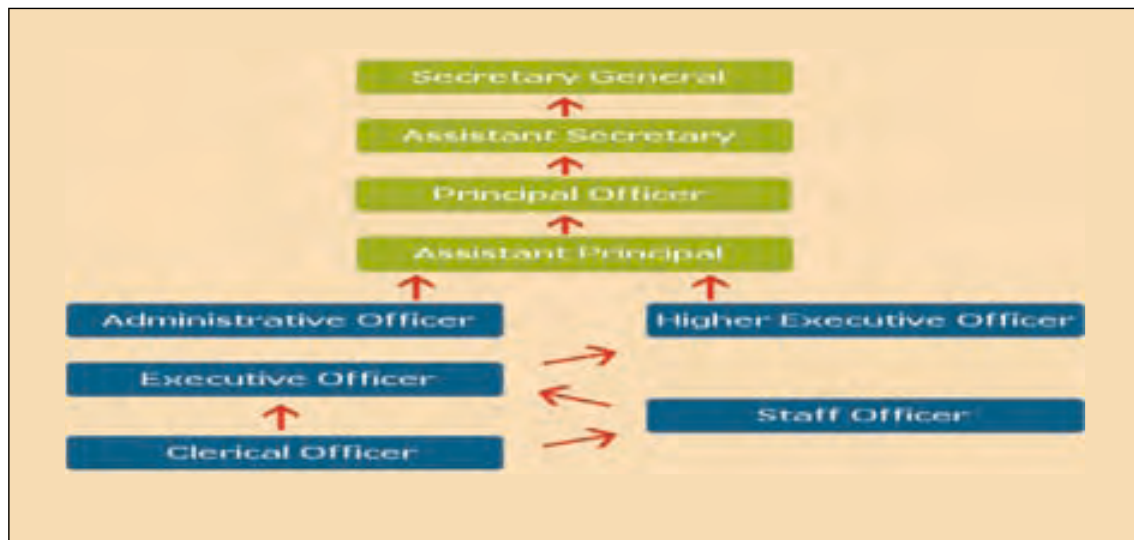 Secretary General
Assistant Secretary
Principal Officer
Assistant Principal
Administrative Officer
Higher Executive Officer
Executive Officer
Staff Officer
Clerical Officer